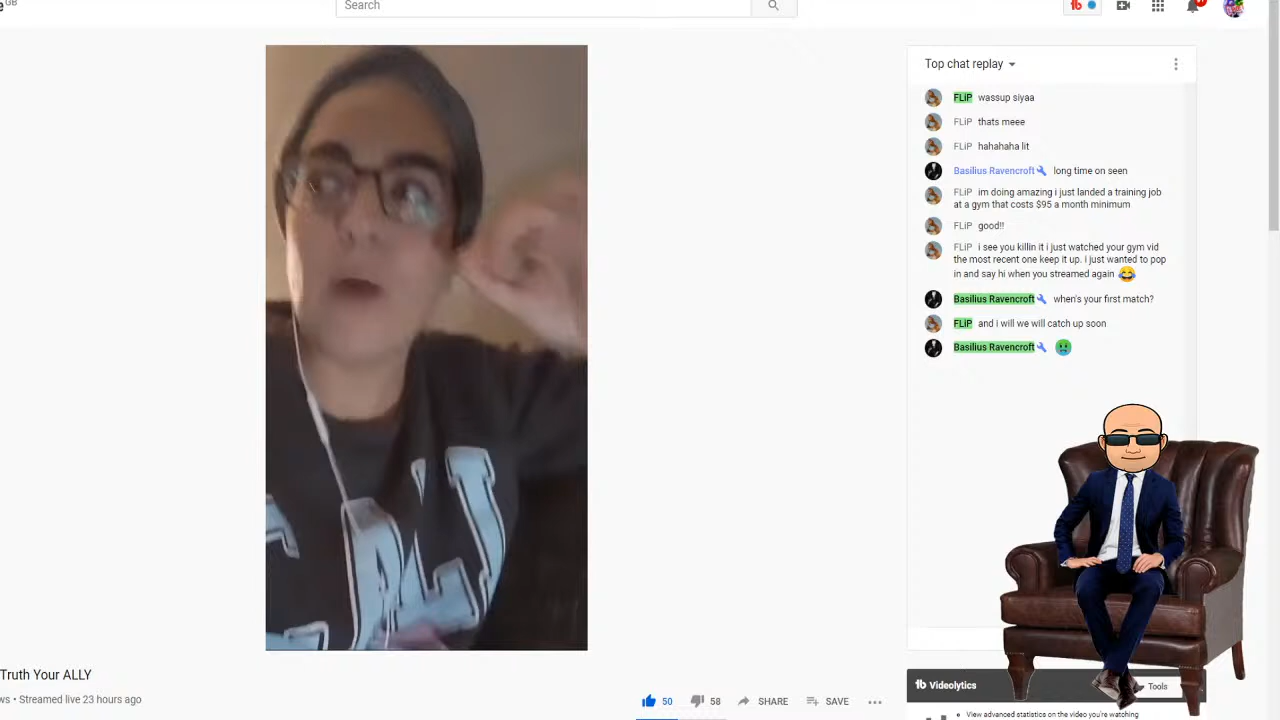 GB
Search
Top chat replay
FLiP wassup siyaa
FLiP thats meee
FLiP hahahaha lit
Basilius Ravencroft long time on seen
FLiP im doing amazing i just landed a training job
at a gym that costs $95 a month minimum
FLiP good!!
FLiP i see you killin it i just watched your gym vid
the most recent one keep it up. i just wanted to pop
in and say hi when you streamed again 😂
Basilius Ravencroft when's your first match?
FLiP and i will we will catch up soon
Basilius Ravencroft
Truth Your ALLY
ws • Streamed live 23 hours ago
50
58
SHARE
SAVE
tb Videolytics
Tools
View advanced statistics on the video you're watching